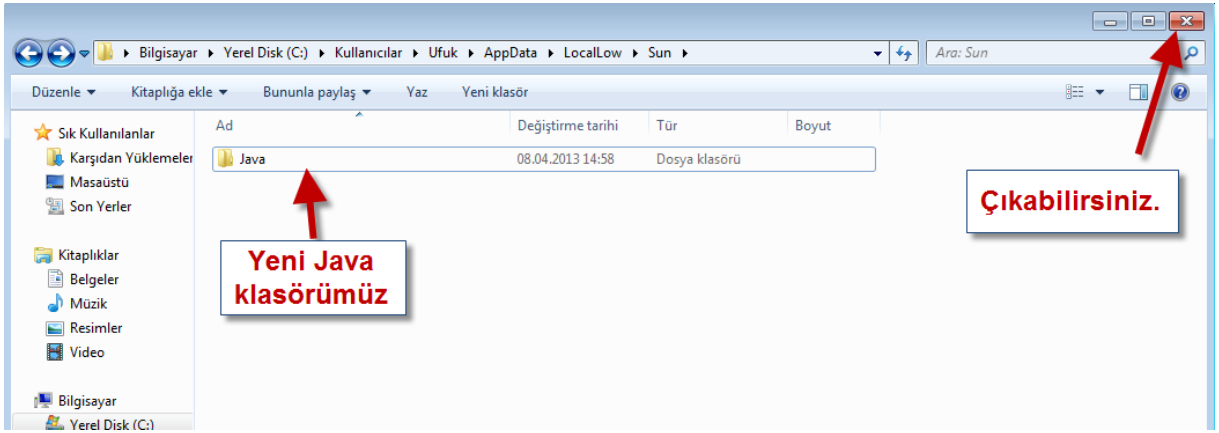 Bilgisayar ▸ Yerel Disk (C:) ▸ Kullanıcılar ▸ Ufuk ▸ AppData ▸ LocalLow ▸ Sun ▸
Ara: Sun
Düzenle Kitaplığa ekle Bununla paylaş Yaz Yeni klasör
Sık Kullanılanlar
Karşıdan Yüklemeler
Masaüstü
Son Yerler
Kitaplıklar
Belgeler
Müzik
Resimler
Video
Bilgisayar
Yerel Disk (C:)
Ad Değiştirme tarihi Tür Boyut
Java 08.04.2013 14:58 Dosya klasörü
Yeni Java
klasörümüz
Çıkabilirsiniz.